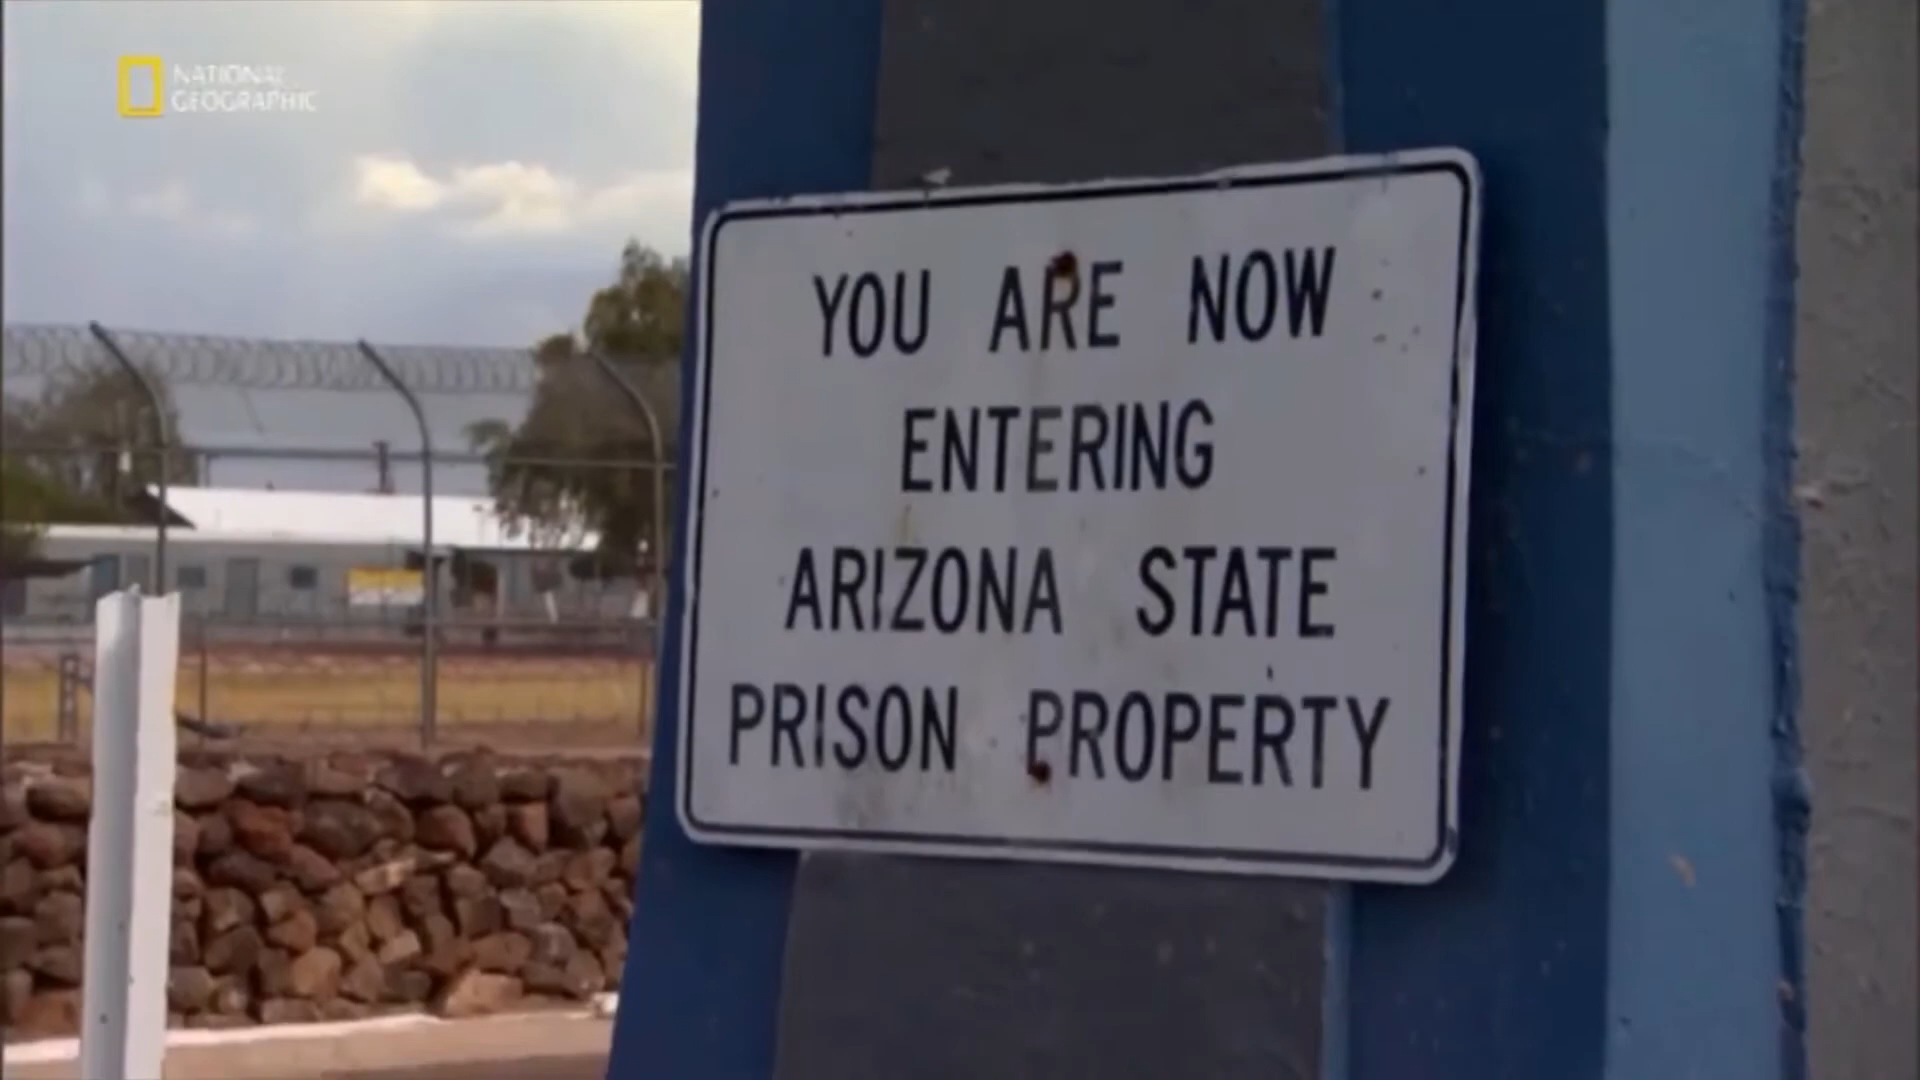 NATIONAL
GEOGRAPHIC
YOU ARE NOW
ENTERING
ARIZONA STATE
PRISON PROPERTY